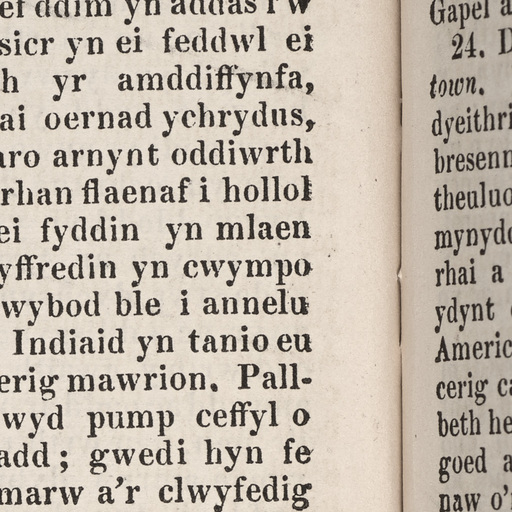 ddim yn addas i'w
sicr yn ei feddwl ei
yr amddiffynfa,
ai oernad ychrydus,
aro arnynt oddiwrth
rhan flaenaf i hollol
ei fyddin yn mlaen
yffredin yn cwympo
wybod ble i annelu
Indiaid yn tanio eu
erig mawrion. Pall-
wyd pump ceffyl o
add; gwedi hyn fe
marw a'r clwyfedig
Gapel a
24. D
town.
dyeithri
bresenn
theuluo
mynydd
rhai a
ydynt
Americ
cerig ca
beth he
goed a
naw o'r